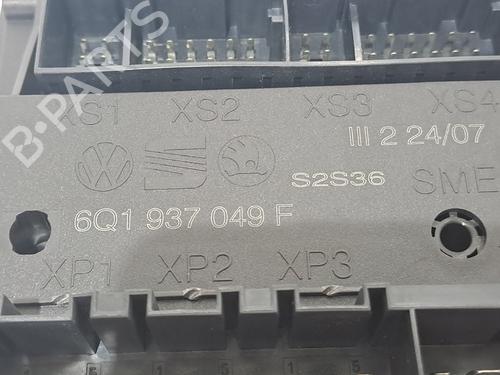 XS1 XS2 XS3 XS4
III 2 24/07
S2S36
SME
6Q1 937 049 F
XP1 XP2 XP3
B-PARTS